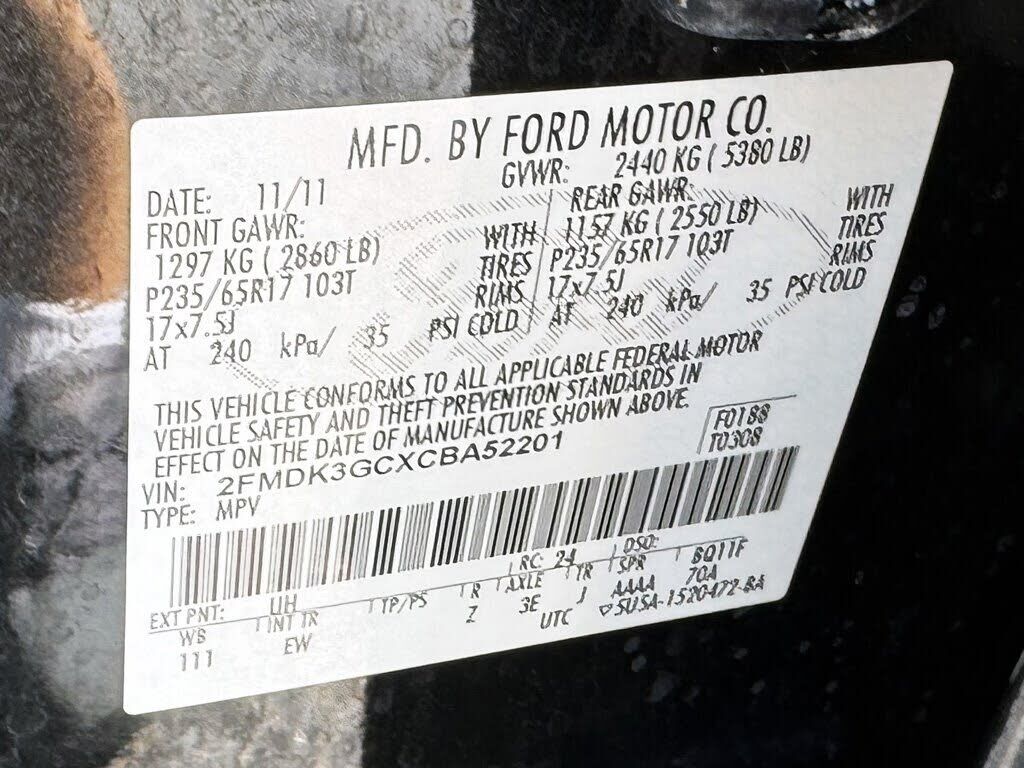 MFD. BY FORD MOTOR CO.
DATE: 11/11 GVWR: 2440 KG ( 5380 LB)
FRONT GAWR: REAR GAWR:
1297 KG ( 2860 LB) WITH 1157 KG ( 2550 LB) WITH
P235/65R17 103T TIRES P235/65R17 103T TIRES
17x7.5J RIMS 17x7.5J RIMS
AT 240 kPa/ 35 PSI COLD AT 240 kPa/ 35 PSI COLD
THIS VEHICLE CONFORMS TO ALL APPLICABLE FEDERAL MOTOR
VEHICLE SAFETY AND THEFT PREVENTION STANDARDS IN
EFFECT ON THE DATE OF MANUFACTURE SHOWN ABOVE.
VIN: 2FMDK3GCXCBA52201
TYPE: MPV
F0188
T0308
EXT PNT: UH RC: 24 DSO:
WB INT TR TP/PS R AXLE TR SPR BQ11F
111 EW Z 3E J AAAA 70A
UTC ▽5USA-1520472-BA